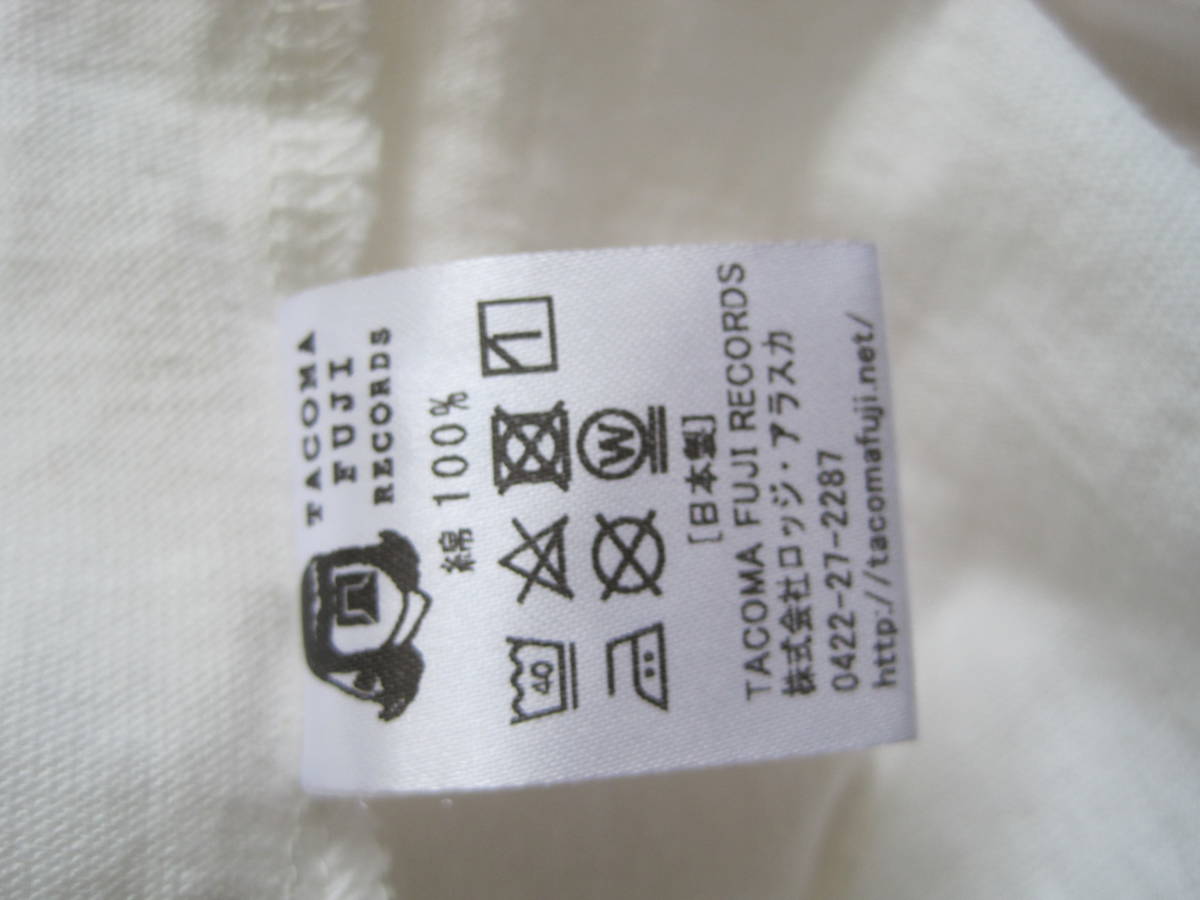 TACOMA
FUJI
RECORDS
綿 100%
40
W
[日本製]
TACOMA FUJI RECORDS
株式会社ロッジ・アラスカ
0422-27-2287
http://tacomafuji.net/